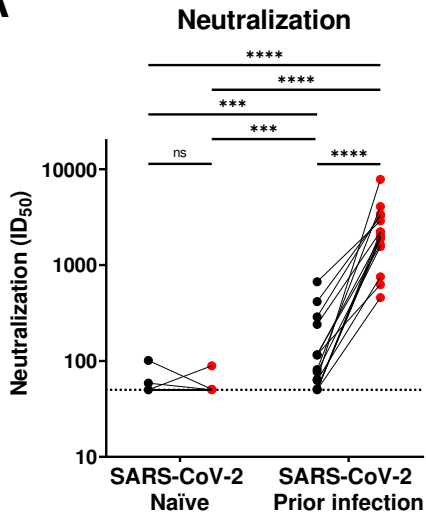 A
Neutralization
****
****
***
***
ns
****
Neutralization (ID50)
10000
1000
100
10
SARS-CoV-2
Naïve
SARS-CoV-2
Prior infection